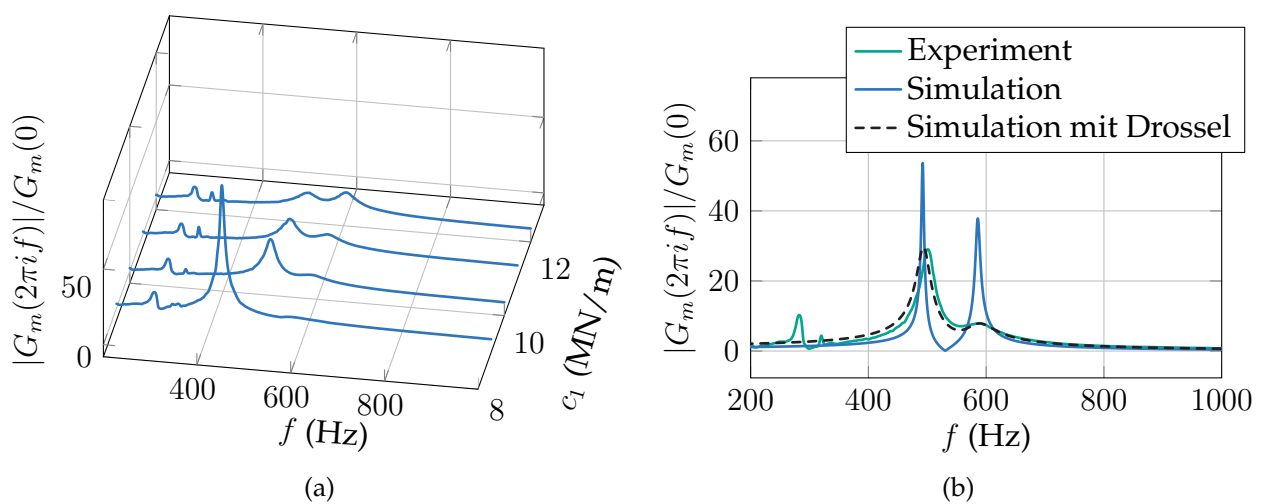 |G_m(2πif)|/G_m(0)
50
0
400
600
800
f (Hz)
8
10
12
c_1 (MN/m)
(a)
Experiment
Simulation
Simulation mit Drossel
|G_m(2πif)|/G_m(0)
60
40
20
0
200
400
600
800
1000
f (Hz)
(b)